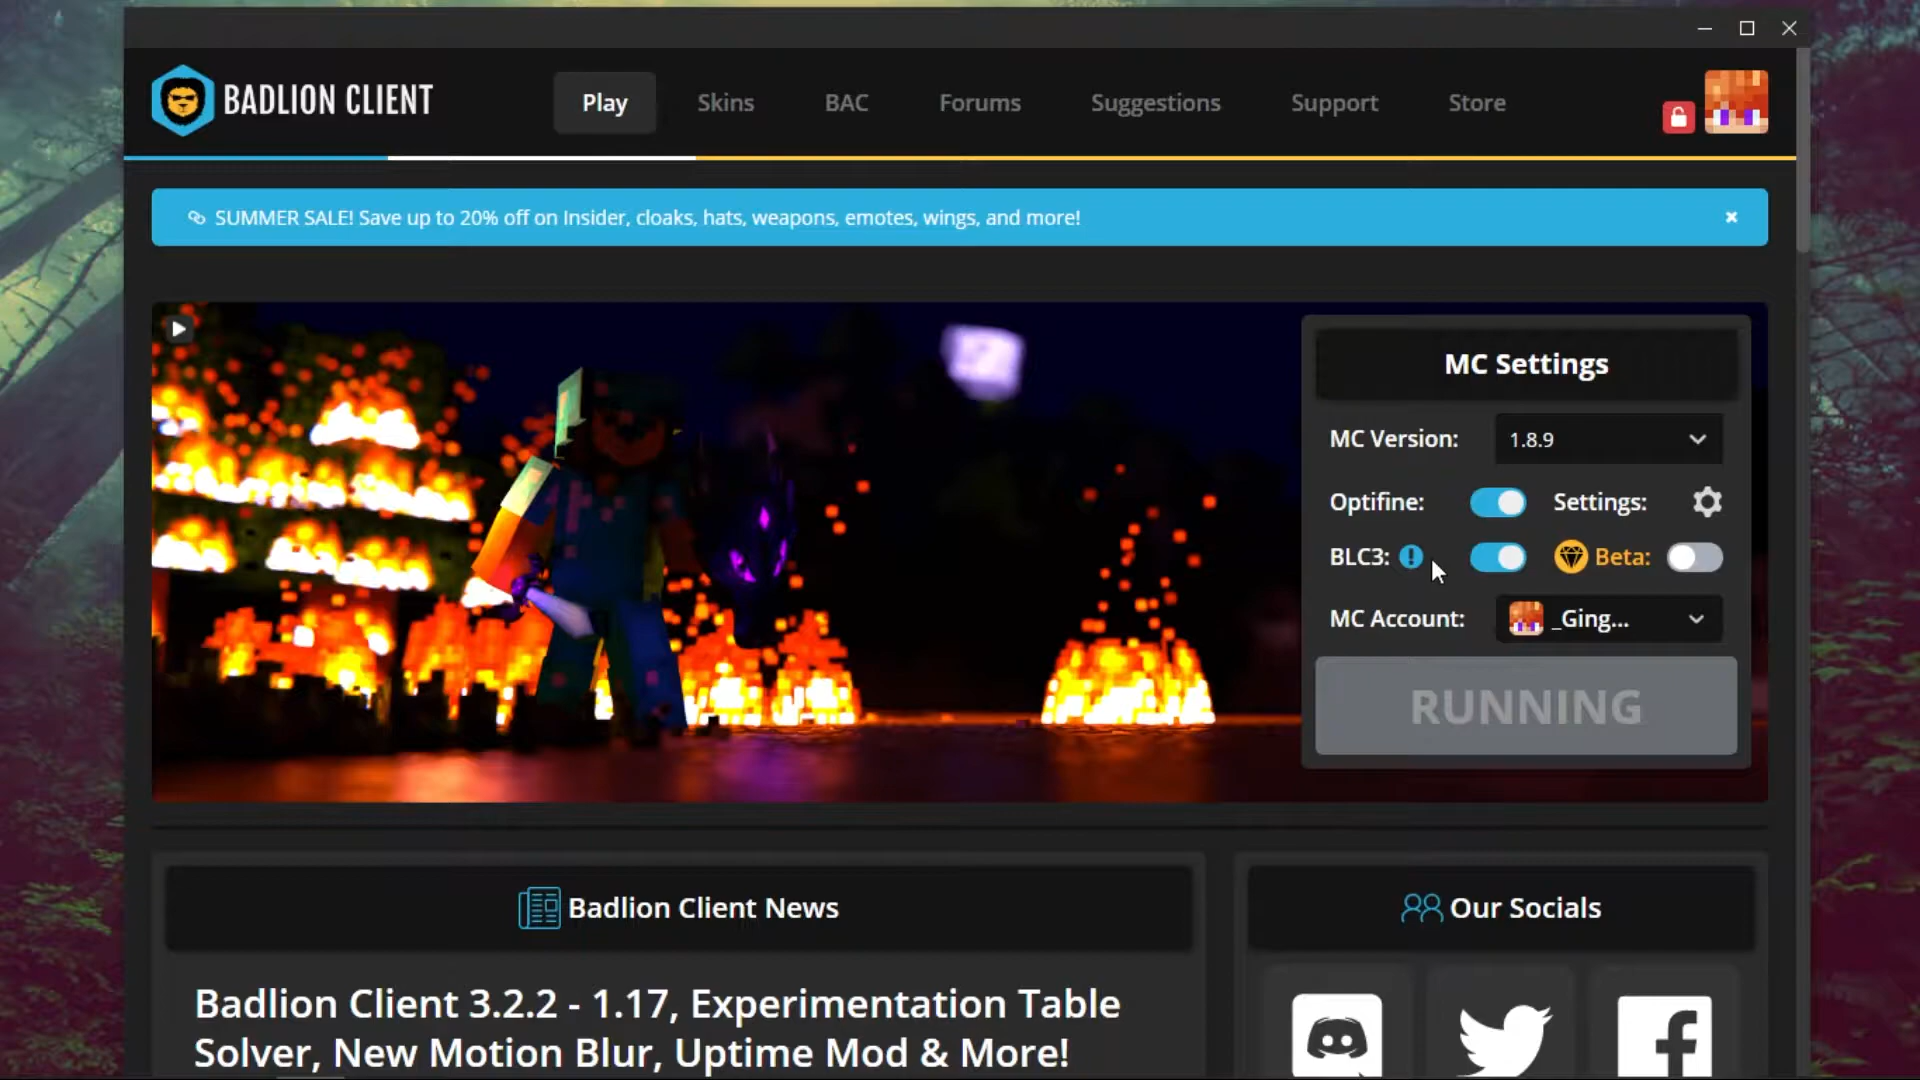 BADLION CLIENT
Play
Skins
BAC
Forums
Suggestions
Support
Store
SUMMER SALE! Save up to 20% off on Insider, cloaks, hats, weapons, emotes, wings, and more!
MC Settings
MC Version:
1.8.9
Optifine:
Settings:
BLC3:
Beta:
MC Account:
_Ging...
RUNNING
Badlion Client News
Our Socials
Badlion Client 3.2.2 - 1.17, Experimentation Table
Solver, New Motion Blur, Uptime Mod & More!